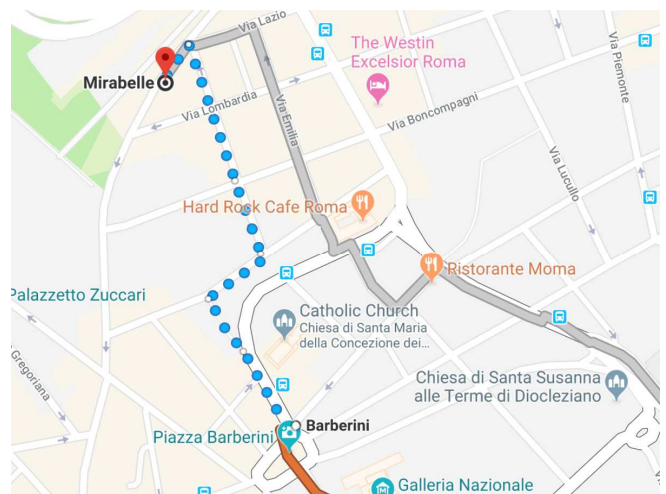 Via Lazio
The Westin
Excelsior Roma
Via Piemonte
Mirabelle
Via Lombardia
Via Emilia
Via Boncompagni
Via Lucullo
Hard Rock Cafe Roma
Ristorante Moma
Palazzetto Zuccari
Catholic Church
Chiesa di Santa Maria
della Concezione dei...
Gregoriana
Chiesa di Santa Susanna
alle Terme di Diocleziano
Barberini
Piazza Barberini
Galleria Nazionale